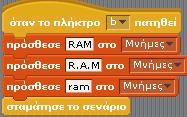 όταν το πλήκτρο b πατηθεί
πρόσθεσε RAM στο Μνήμες
πρόσθεσε R.A.M στο Μνήμες
πρόσθεσε ram στο Μνήμες
σταμάτησε το σενάριο